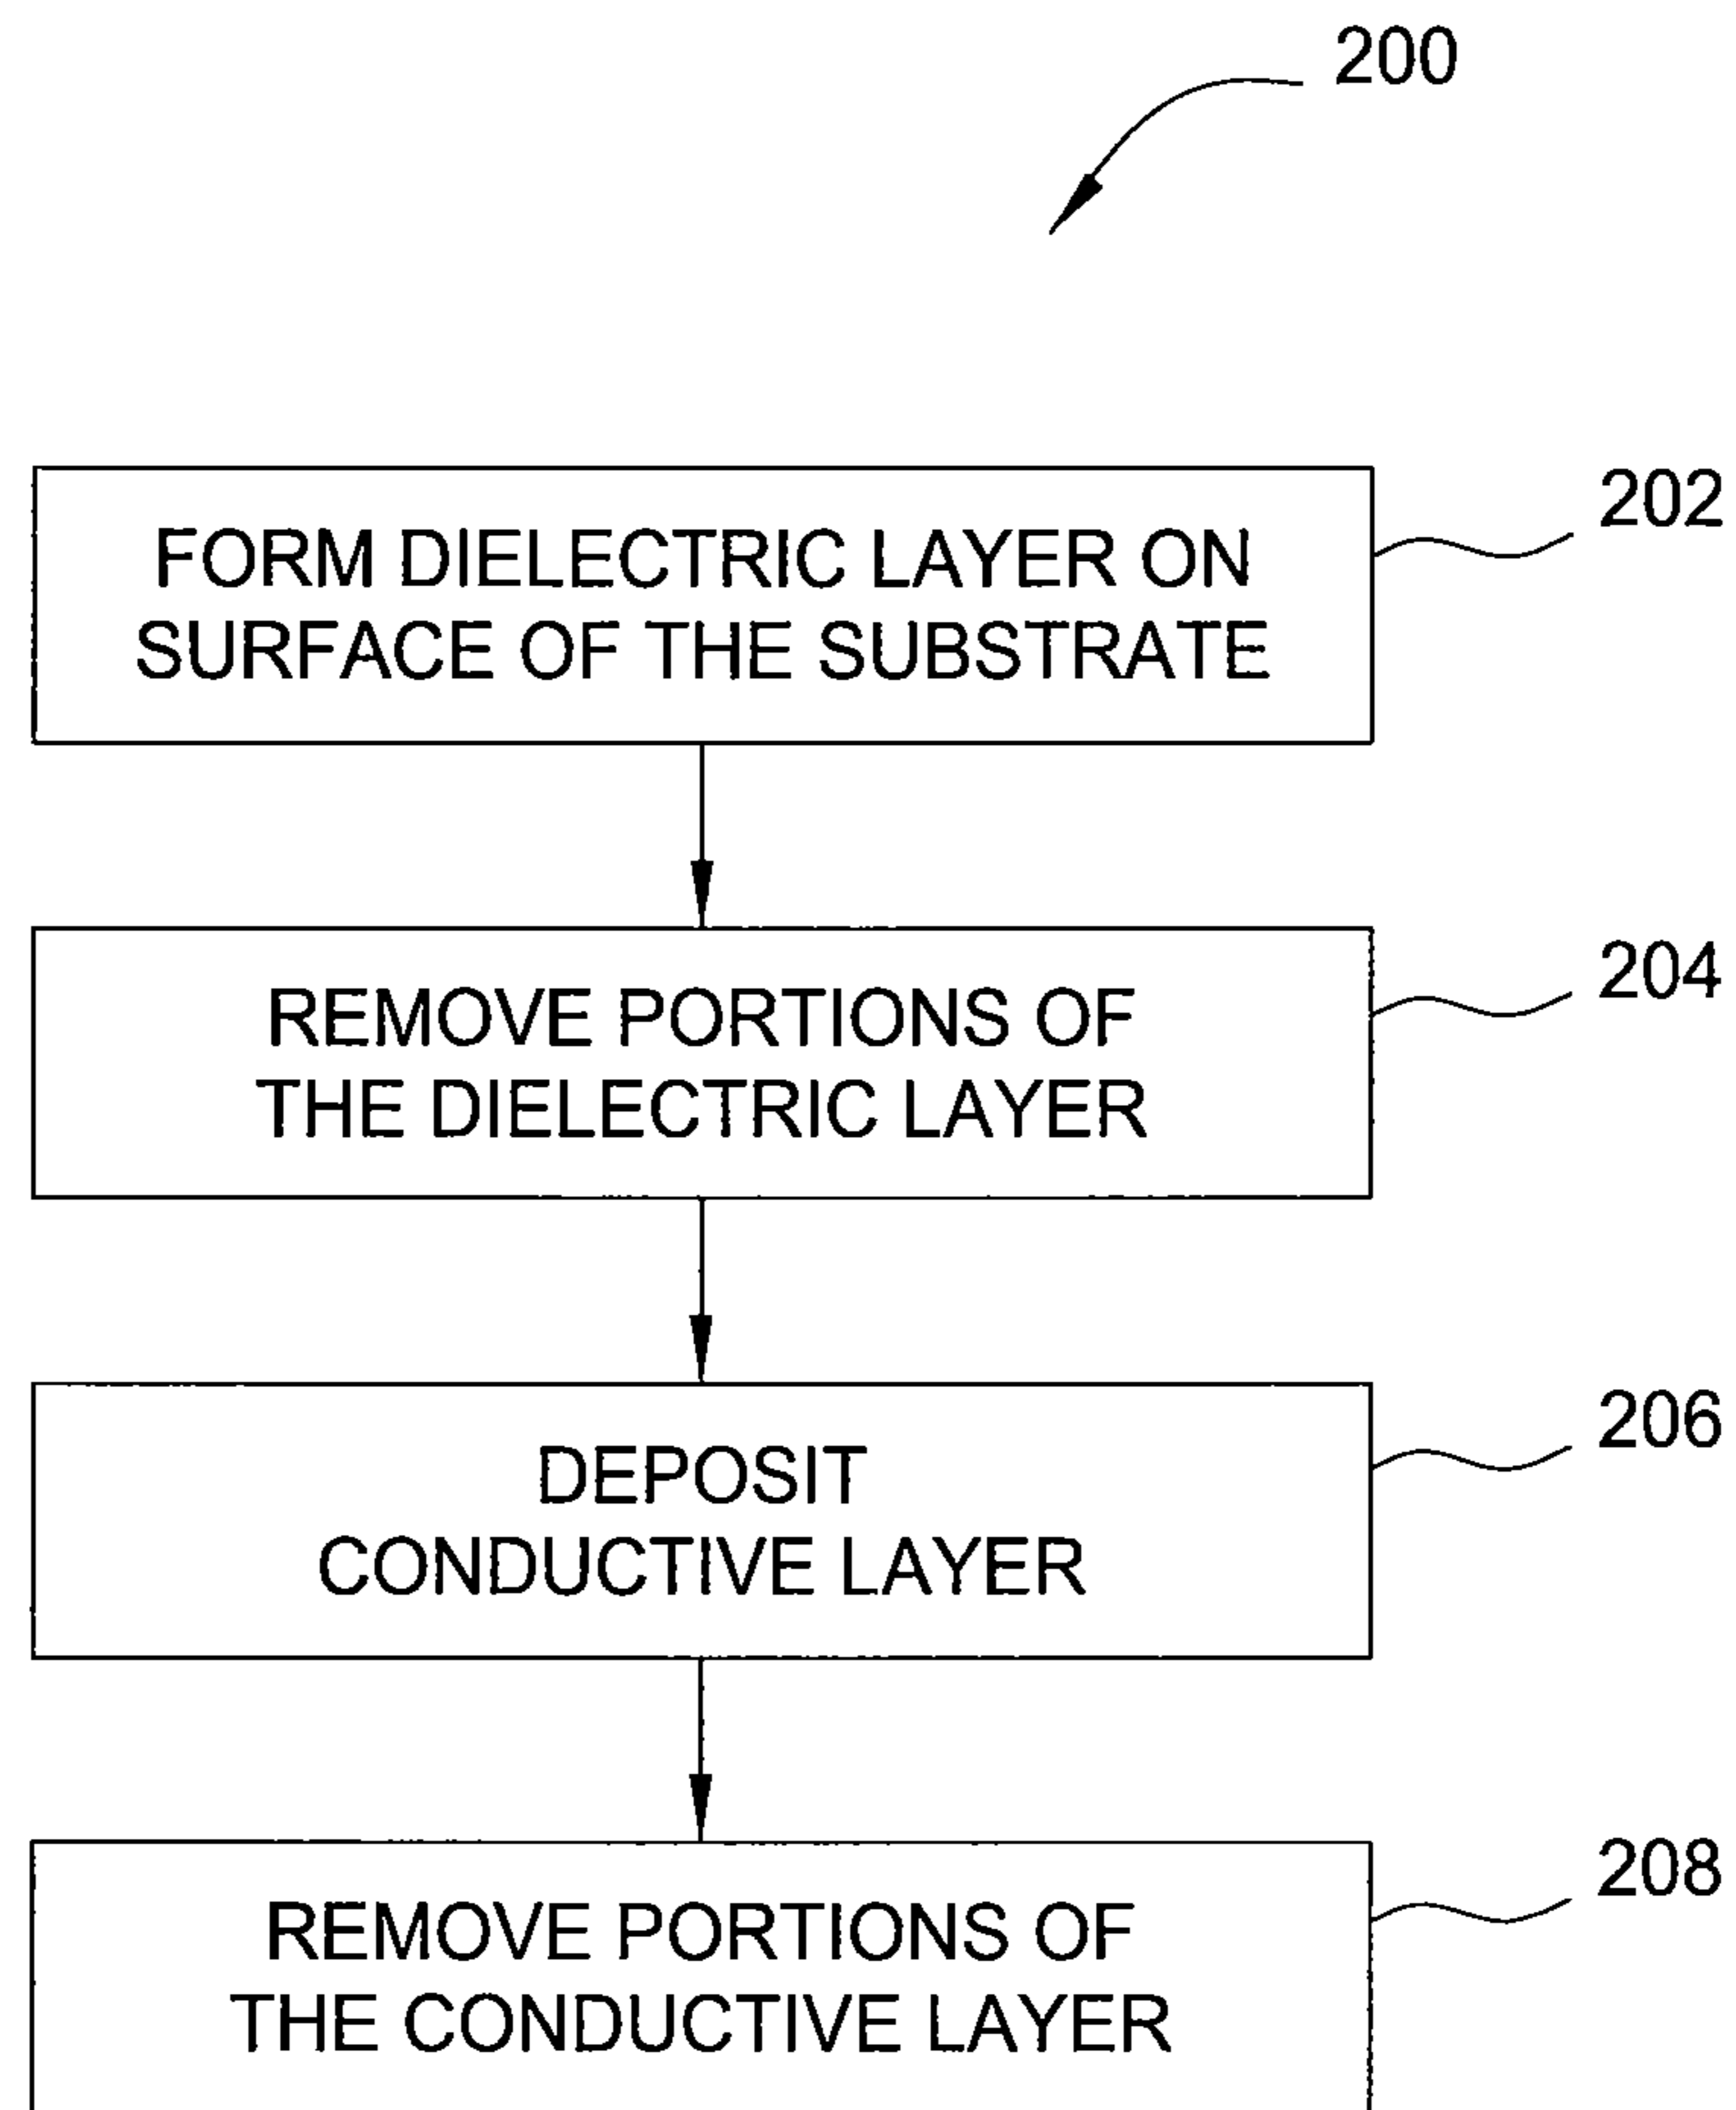 200
FORM DIELECTRIC LAYER ON
SURFACE OF THE SUBSTRATE
202
REMOVE PORTIONS OF
THE DIELECTRIC LAYER
204
DEPOSIT
CONDUCTIVE LAYER
206
REMOVE PORTIONS OF
THE CONDUCTIVE LAYER
208